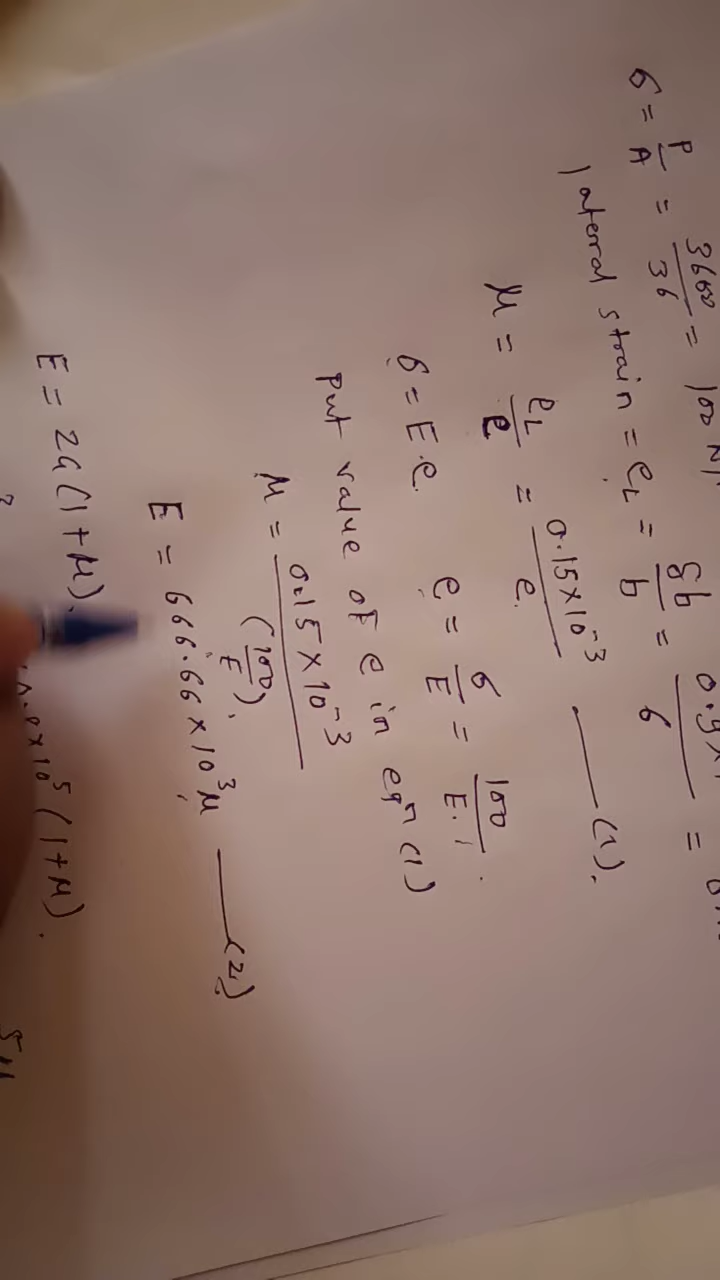 σ = P/A = 3600/36 = 100 N/
lateral strain = eL = δb/b = 0.9×/6 =
μ = eL/e = 0.15×10⁻³/e. ——(1).
σ = E.e. e = σ/E = 100/E.
Put value of e in eqn (1)
μ = 0.15×10⁻³/(100/E).
E = 666.66×10³μ ——(2)
E = 2G(1+μ).
×10⁵(1+μ).